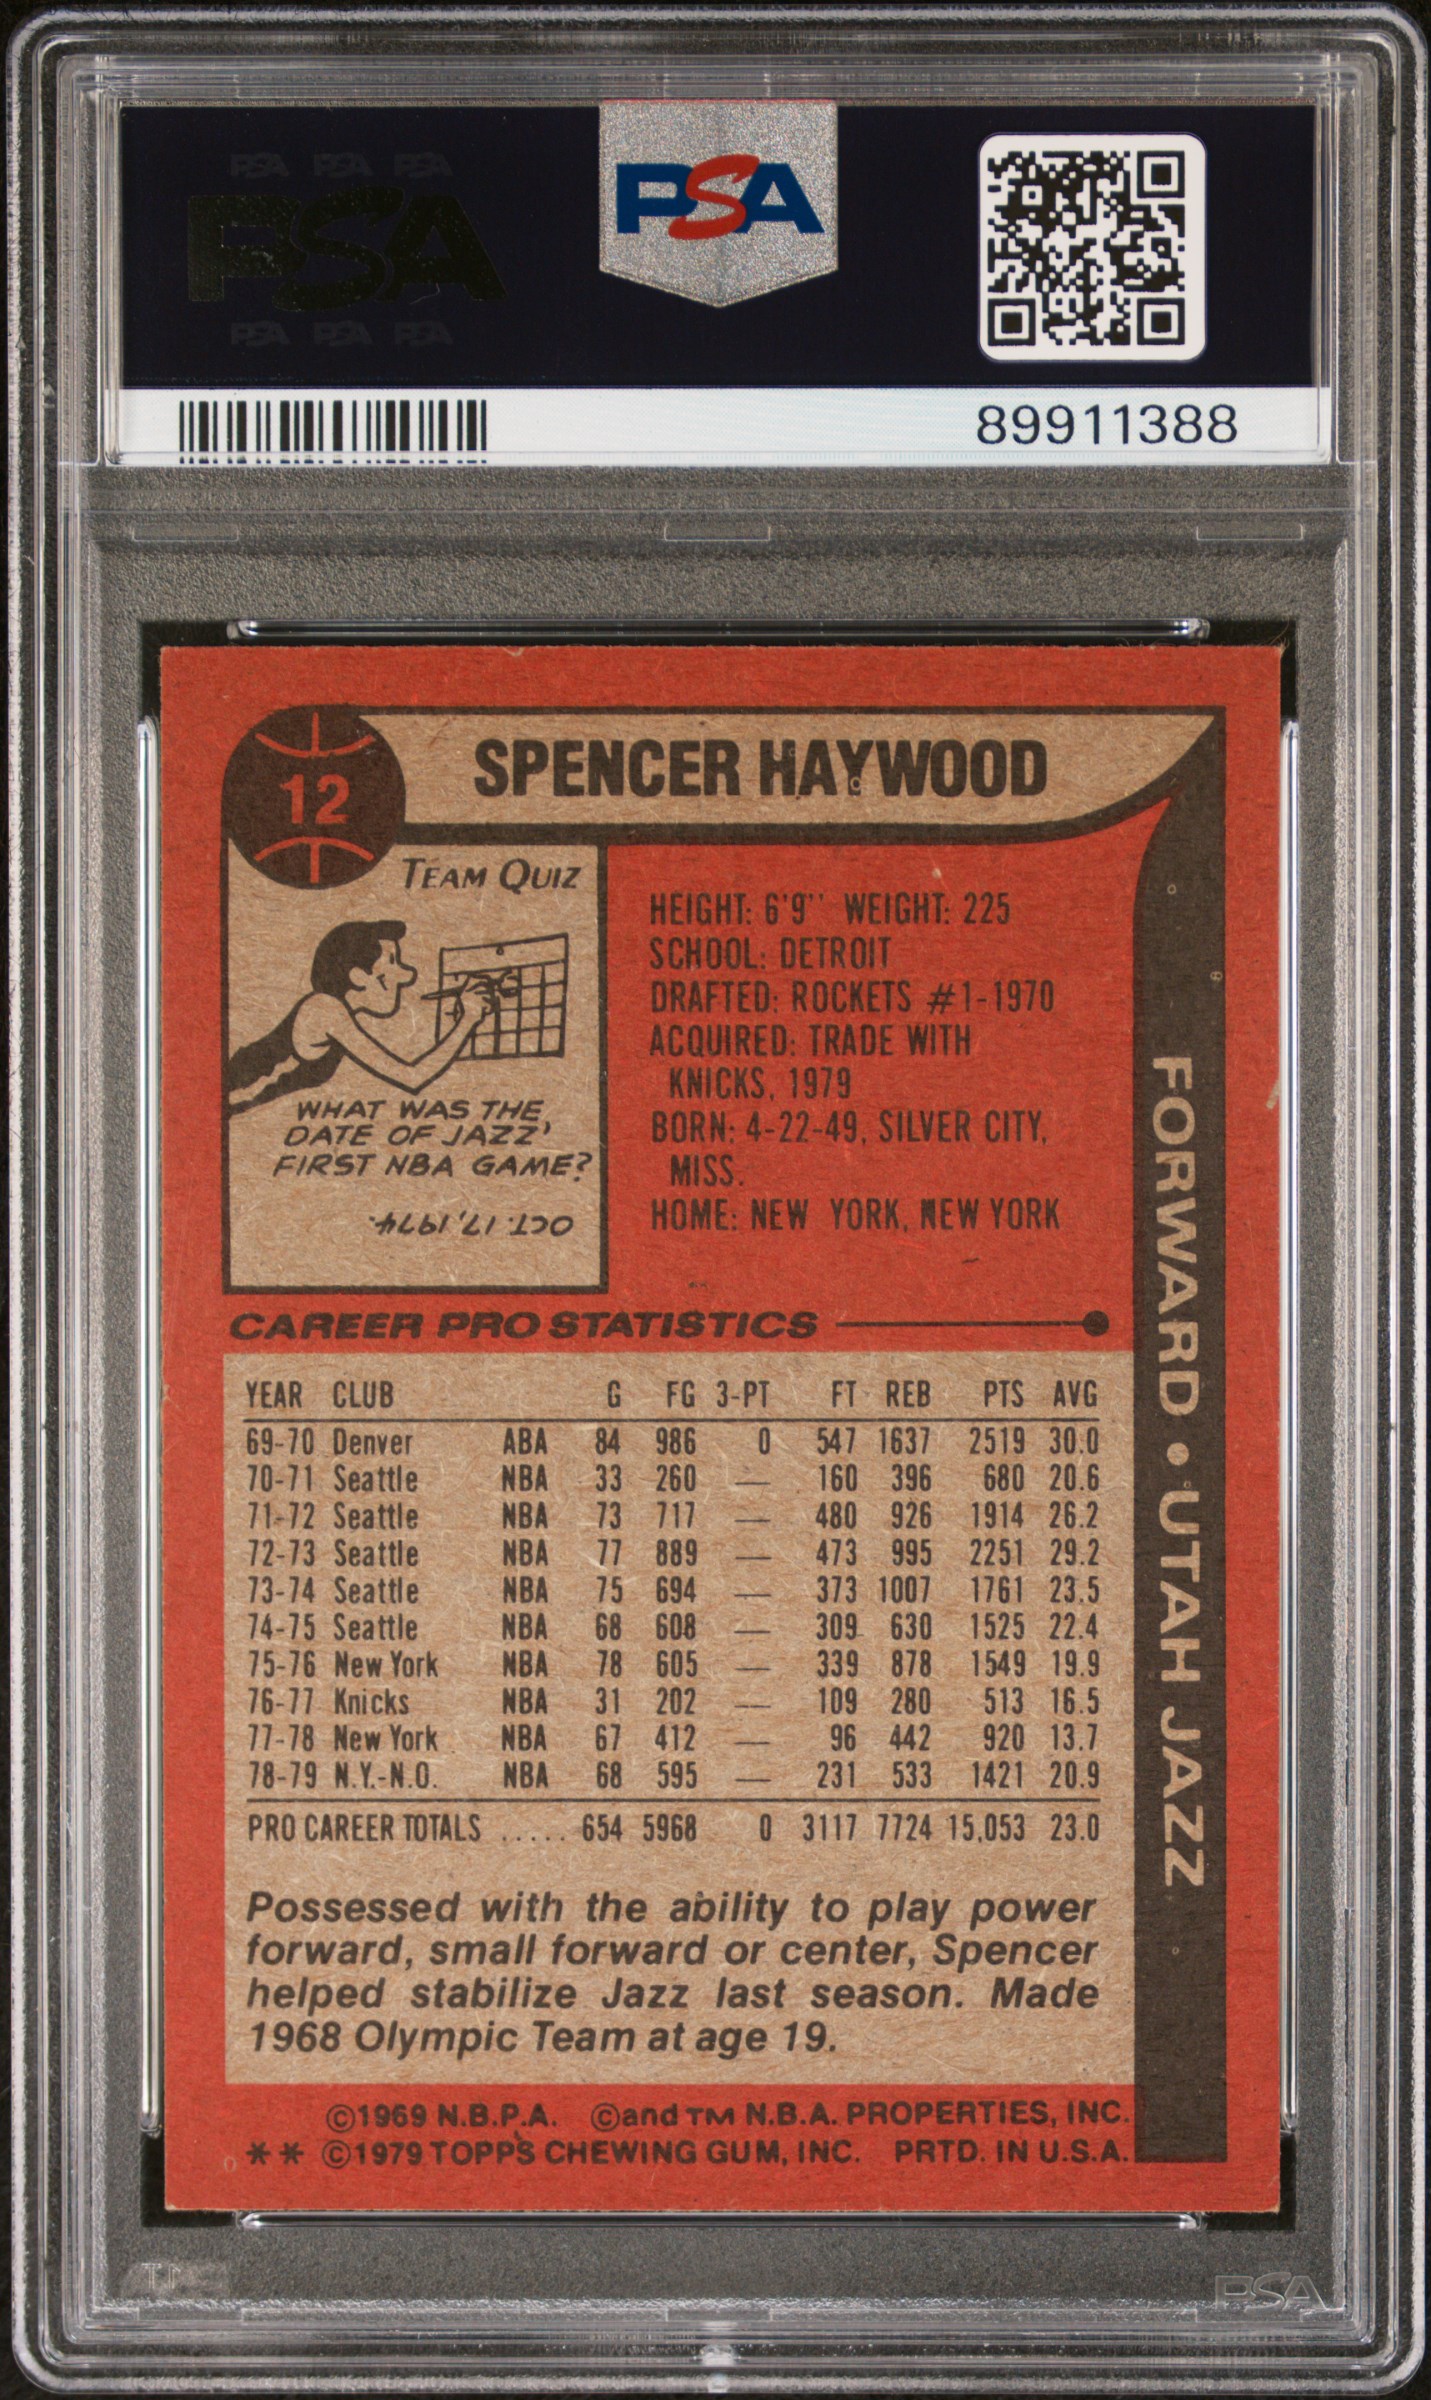 PSA PSA PSA
PSA
PSA PSA PSA
PSA
89911388
12
SPENCER HAYWOOD
TEAM QUIZ
WHAT WAS THE
DATE OF JAZZ'
FIRST NBA GAME?
OCT. 17, 1974.
HEIGHT: 6'9'' WEIGHT: 225
SCHOOL: DETROIT
DRAFTED: ROCKETS #1-1970
ACQUIRED: TRADE WITH
KNICKS, 1979
BORN: 4-22-49, SILVER CITY,
MISS.
HOME: NEW YORK, NEW YORK
FORWARD • UTAH JAZZ
CAREER PRO STATISTICS
YEAR CLUB G FG 3-PT FT REB PTS AVG
69-70 Denver ABA 84 986 0 547 1637 2519 30.0
70-71 Seattle NBA 33 260 — 160 396 680 20.6
71-72 Seattle NBA 73 717 — 480 926 1914 26.2
72-73 Seattle NBA 77 889 — 473 995 2251 29.2
73-74 Seattle NBA 75 694 — 373 1007 1761 23.5
74-75 Seattle NBA 68 608 — 309 630 1525 22.4
75-76 New York NBA 78 605 — 339 878 1549 19.9
76-77 Knicks NBA 31 202 — 109 280 513 16.5
77-78 New York NBA 67 412 — 96 442 920 13.7
78-79 N.Y.-N.O. NBA 68 595 — 231 533 1421 20.9
PRO CAREER TOTALS ..... 654 5968 0 3117 7724 15,053 23.0
Possessed with the ability to play power
forward, small forward or center, Spencer
helped stabilize Jazz last season. Made
1968 Olympic Team at age 19.
©1969 N.B.P.A. ©and TM N.B.A. PROPERTIES, INC.
** ©1979 TOPPS CHEWING GUM, INC. PRTD. IN U.S.A.
PSA